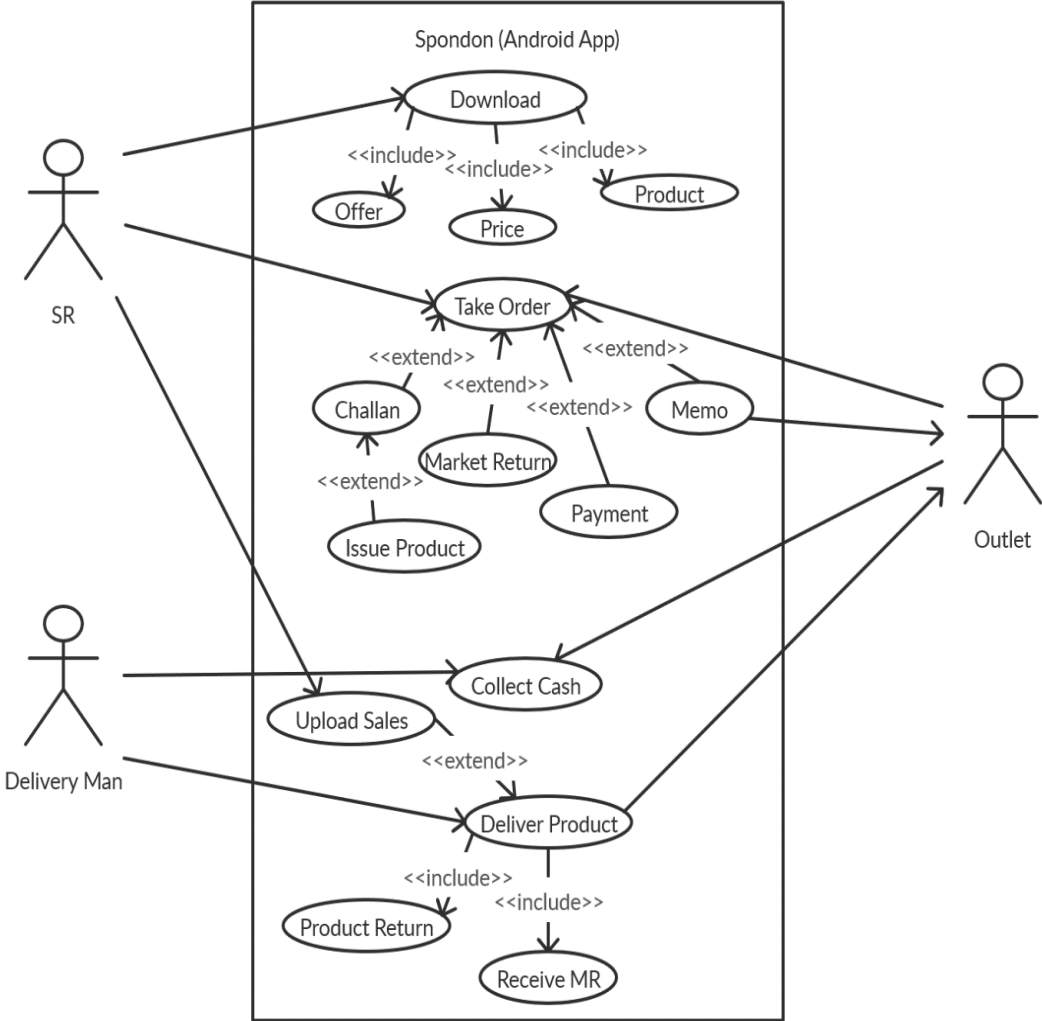 Spondon (Android App)
Download
<<include>>
<<include>>
<<include>>
Offer
Price
Product
SR
Take Order
<<extend>>
<<extend>>
<<extend>>
<<extend>>
Challan
Market Return
Memo
<<extend>>
Payment
Issue Product
Outlet
Collect Cash
Upload Sales
<<extend>>
Delivery Man
Deliver Product
<<include>>
<<include>>
Product Return
Receive MR